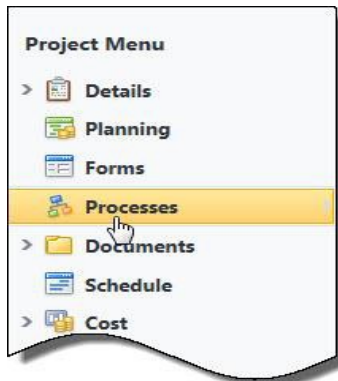 Project Menu
Details
Planning
Forms
Processes
Documents
Schedule
Cost